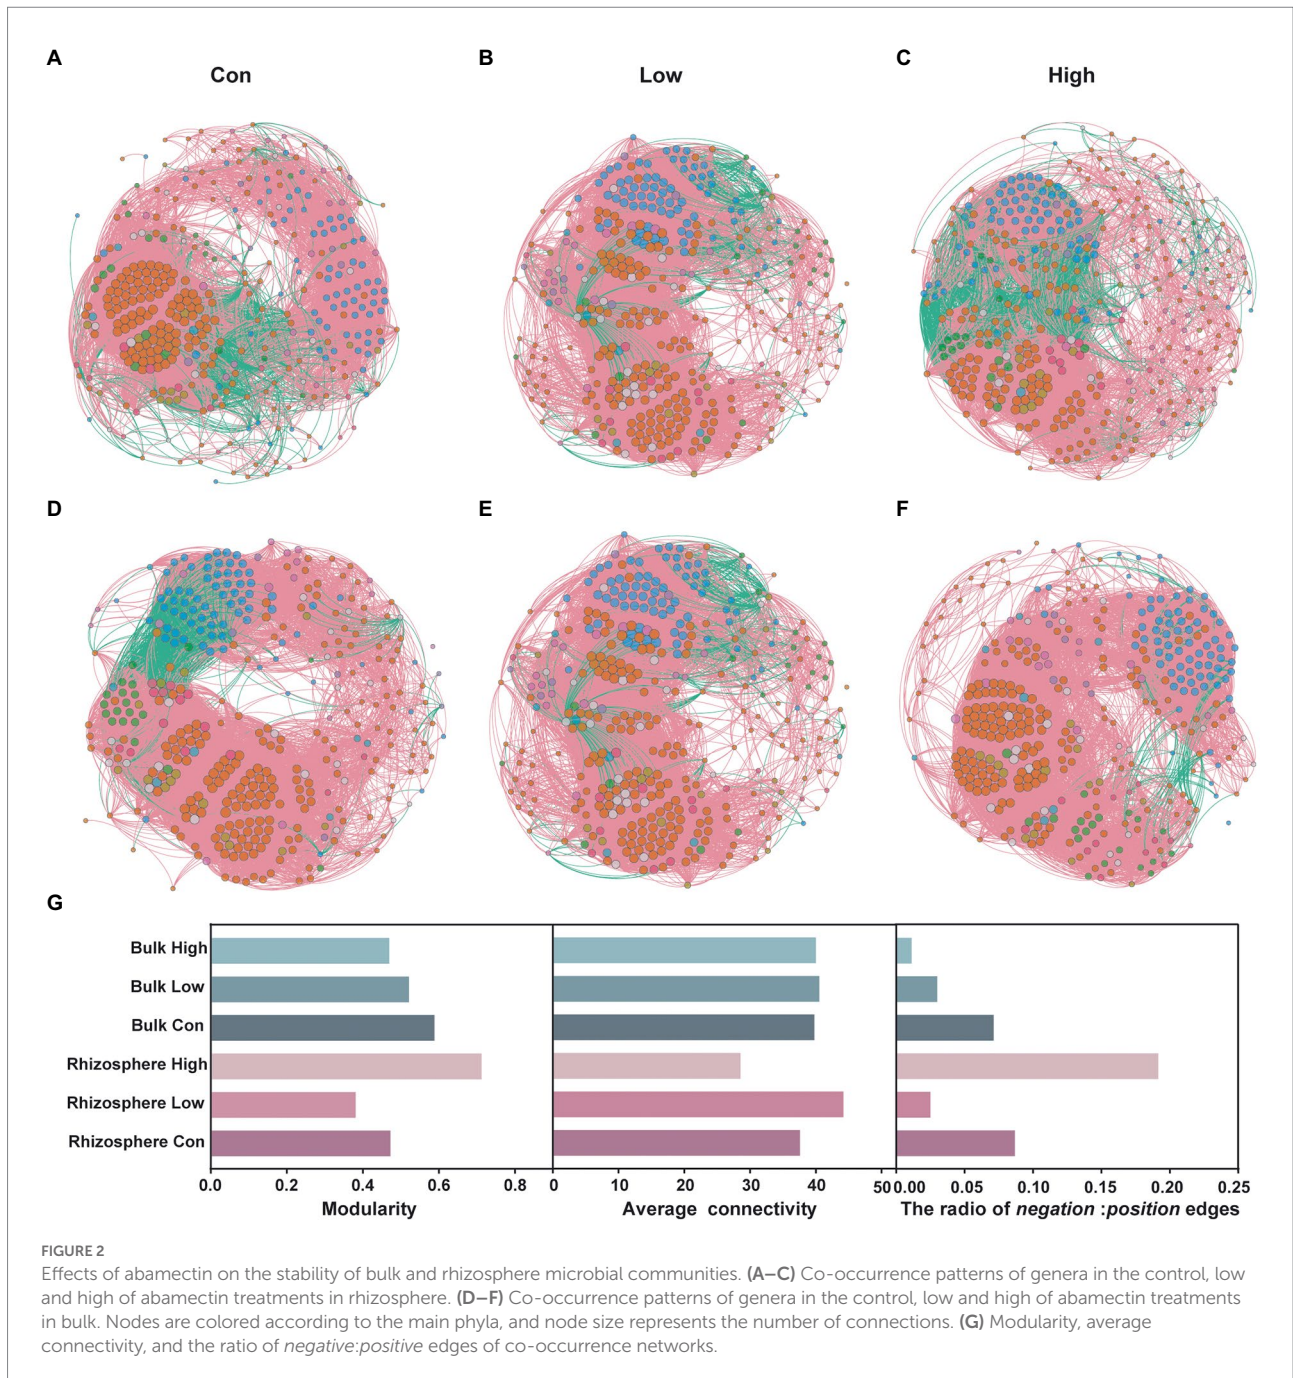 A
B
C
Con
Low
High
D
E
F
G
Bulk High
Bulk Low
Bulk Con
Rhizosphere High
Rhizosphere Low
Rhizosphere Con
0.0 0.2 0.4 0.6 0.8
0 10 20 30 40 50
0.00 0.05 0.10 0.15 0.20 0.25
Modularity
Average connectivity
The radio of negation :position edges
FIGURE 2
Effects of abamectin on the stability of bulk and rhizosphere microbial communities. (A–C) Co-occurrence patterns of genera in the control, low
and high of abamectin treatments in rhizosphere. (D–F) Co-occurrence patterns of genera in the control, low and high of abamectin treatments
in bulk. Nodes are colored according to the main phyla, and node size represents the number of connections. (G) Modularity, average
connectivity, and the ratio of negative:positive edges of co-occurrence networks.